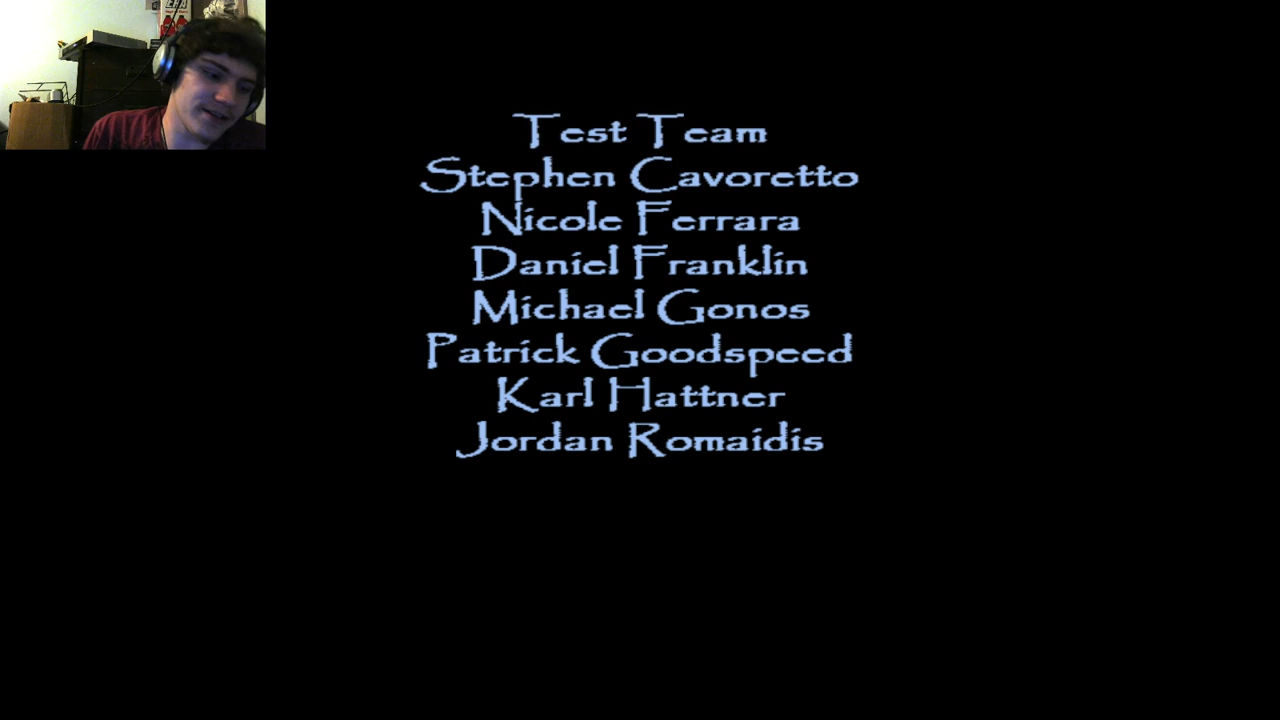 Test Team
Stephen Cavoretto
Nicole Ferrara
Daniel Franklin
Michael Gonos
Patrick Goodspeed
Karl Hattner
Jordan Romaidis